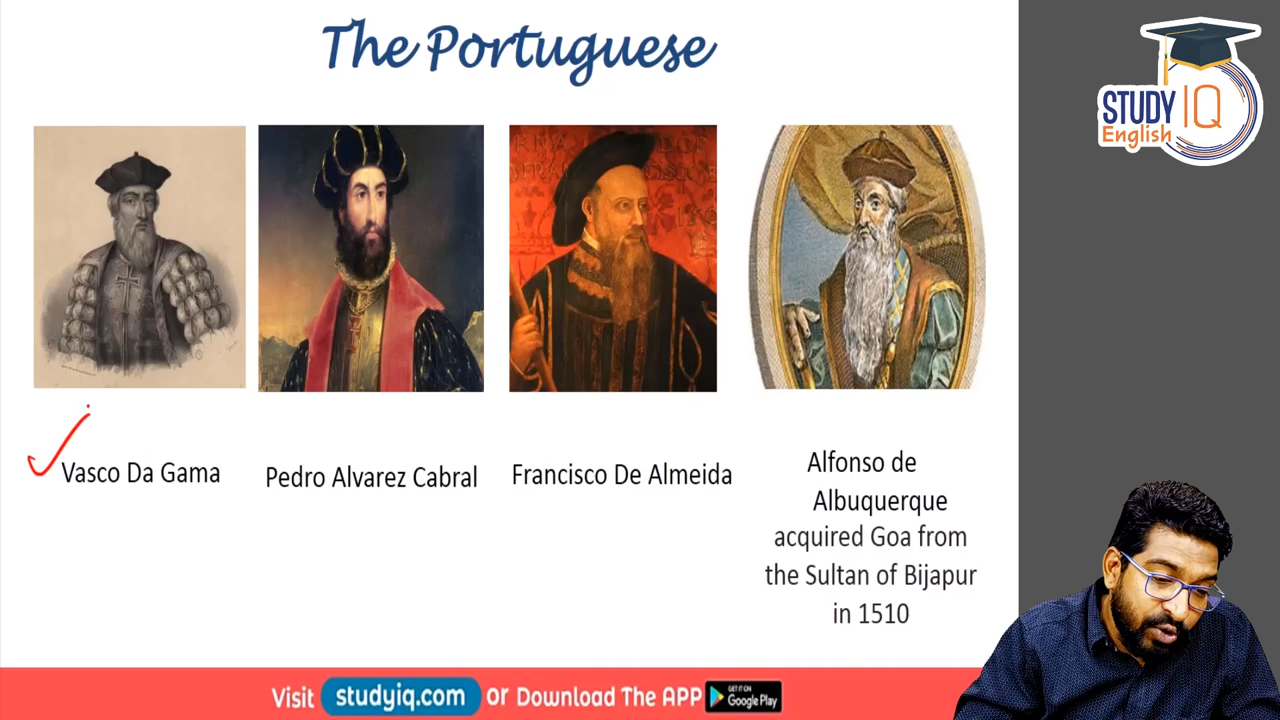 The Portuguese
STUDY IQ
English
Vasco Da Gama
Pedro Alvarez Cabral
Francisco De Almeida
Alfonso de
Albuquerque
acquired Goa from
the Sultan of Bijapur
in 1510
Visit studyiq.com or Download The APP GET IT ON Google Play